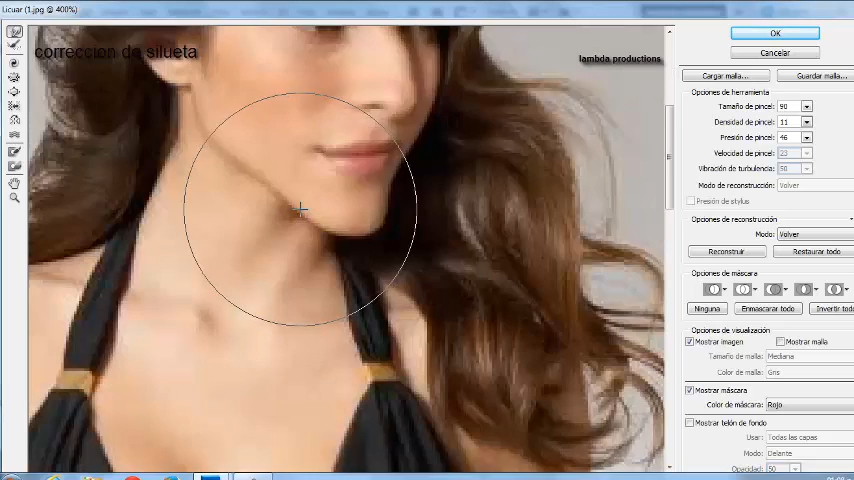 Licuar (1.jpg @ 400%)
correccion de silueta
lambda productions
OK
Cancelar
Cargar malla...
Guardar malla...
Opciones de herramienta
Tamaño de pincel: 90
Densidad de pincel: 11
Presión de pincel: 46
Velocidad de pincel: 23
Vibración de turbulencia: 50
Modo de reconstrucción: Volver
Presión de stylus
Opciones de reconstrucción
Modo: Volver
Reconstruir
Restaurar todo
Opciones de máscara
Ninguna
Enmascarar todo
Invertir todo
Opciones de visualización
Mostrar imagen
Mostrar malla
Tamaño de malla: Mediana
Color de malla: Gris
Mostrar máscara
Color de máscara: Rojo
Mostrar telón de fondo
Usar: Todas las capas
Modo: Delante
Opacidad: 50